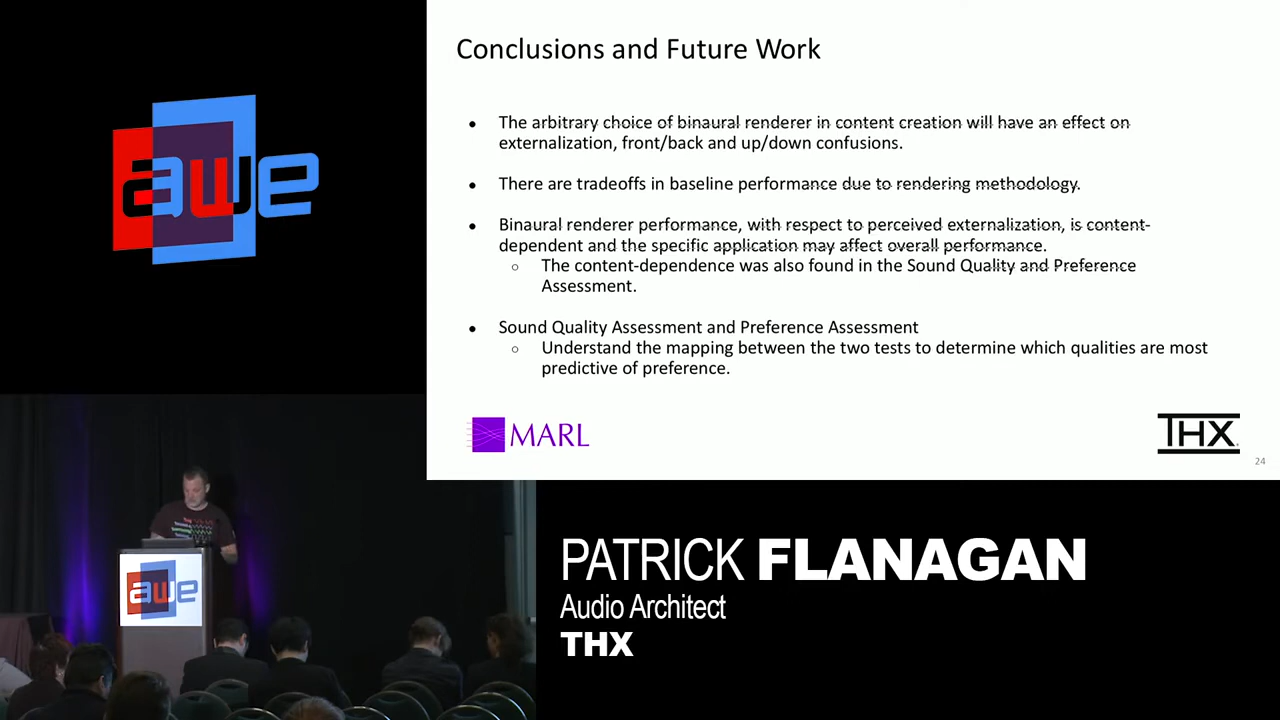 awe
Conclusions and Future Work
The arbitrary choice of binaural renderer in content creation will have an effect on
externalization, front/back and up/down confusions.
There are tradeoffs in baseline performance due to rendering methodology.
Binaural renderer performance, with respect to perceived externalization, is content-
dependent and the specific application may affect overall performance.
The content-dependence was also found in the Sound Quality and Preference
Assessment.
Sound Quality Assessment and Preference Assessment
Understand the mapping between the two tests to determine which qualities are most
predictive of preference.
MARL
THX
24
awe
PATRICK FLANAGAN
Audio Architect
THX